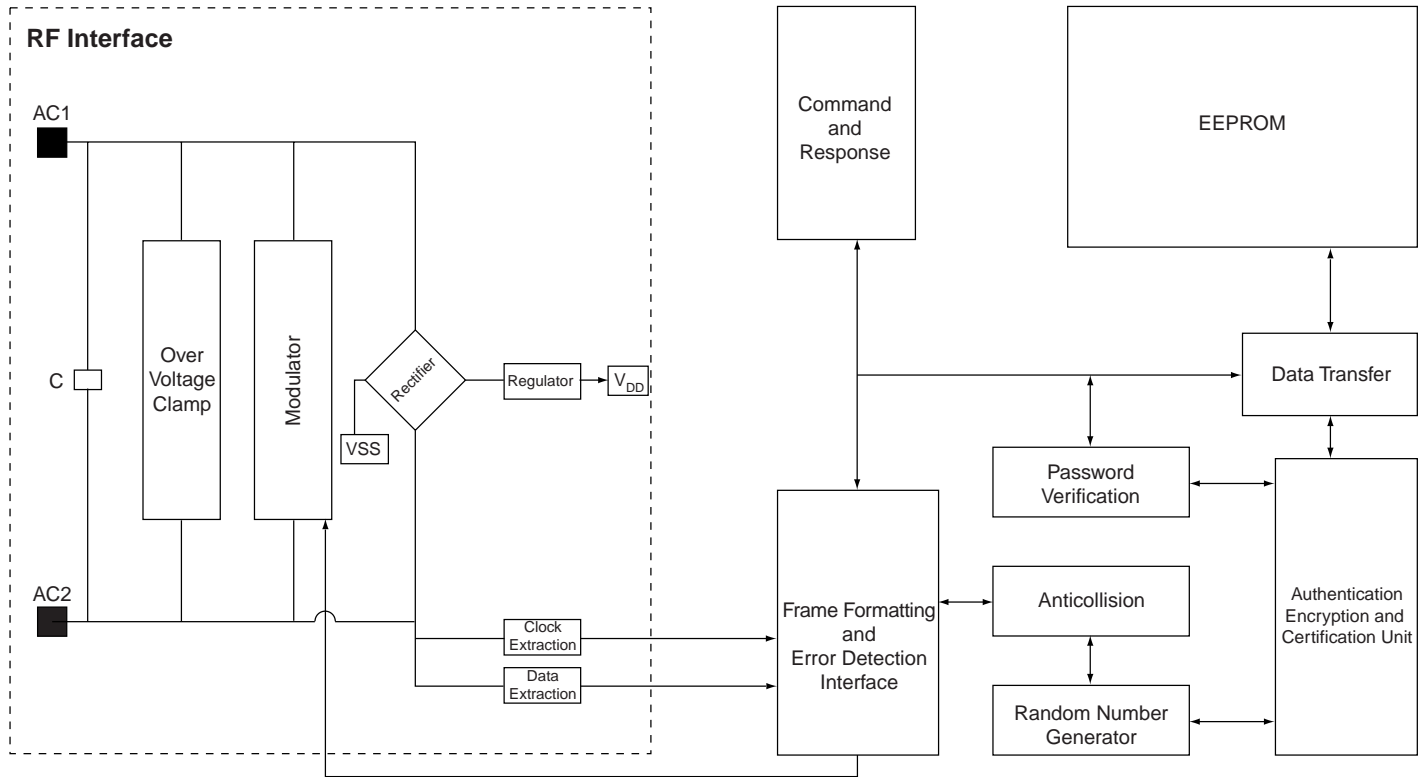 RF Interface
AC1
C
Over
Voltage
Clamp
Modulator
Rectifier
VSS
Regulator
VDD
AC2
Clock
Extraction
Data
Extraction
Command
and
Response
EEPROM
Data Transfer
Password
Verification
Frame Formatting
and
Error Detection
Interface
Anticollision
Random Number
Generator
Authentication
Encryption and
Certification Unit